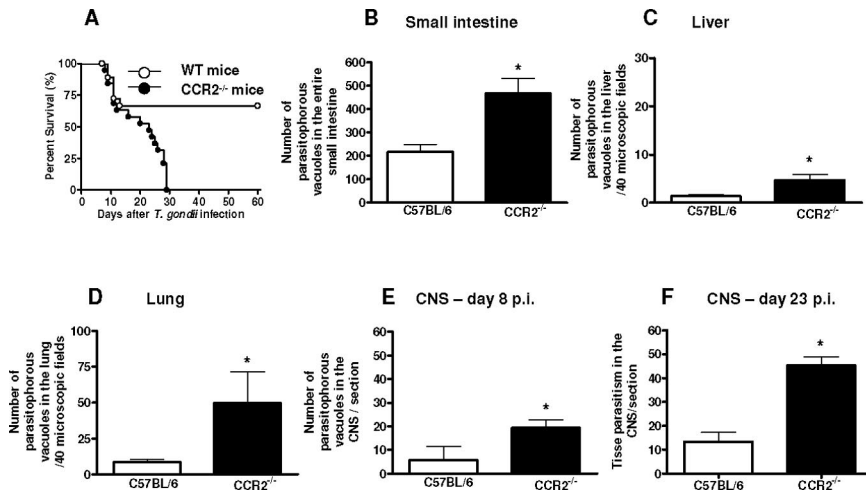 A
Percent Survival (%)
100
75
50
25
0
WT mice
CCR2-/- mice
0 10 20 30 40 50 60
Days after T. gondii infection
B Small intestine
Number of
parasitophorous
vacuoles in the entire
small intestine
600
500
400
300
200
100
0
*
C57BL/6 CCR2-/-
C Liver
Number of
parasitophorous
vacuoles in the liver
/40 microscopic fields
30
20
10
0
*
C57BL/6 CCR2-/-
D Lung
Number of
parasitophorous
vacuoles in the lung
/40 microscopic fields
100
75
50
25
0
*
C57BL/6 CCR2-/-
E CNS – day 8 p.i.
Number of
parasitophorous
vacuoles in the
CNS / section
60
50
40
30
20
10
0
*
C57BL/6 CCR2-/-
F CNS – day 23 p.i.
Tisse parasitism in the
CNS/section
60
50
40
30
20
10
0
*
C57BL/6 CCR2-/-